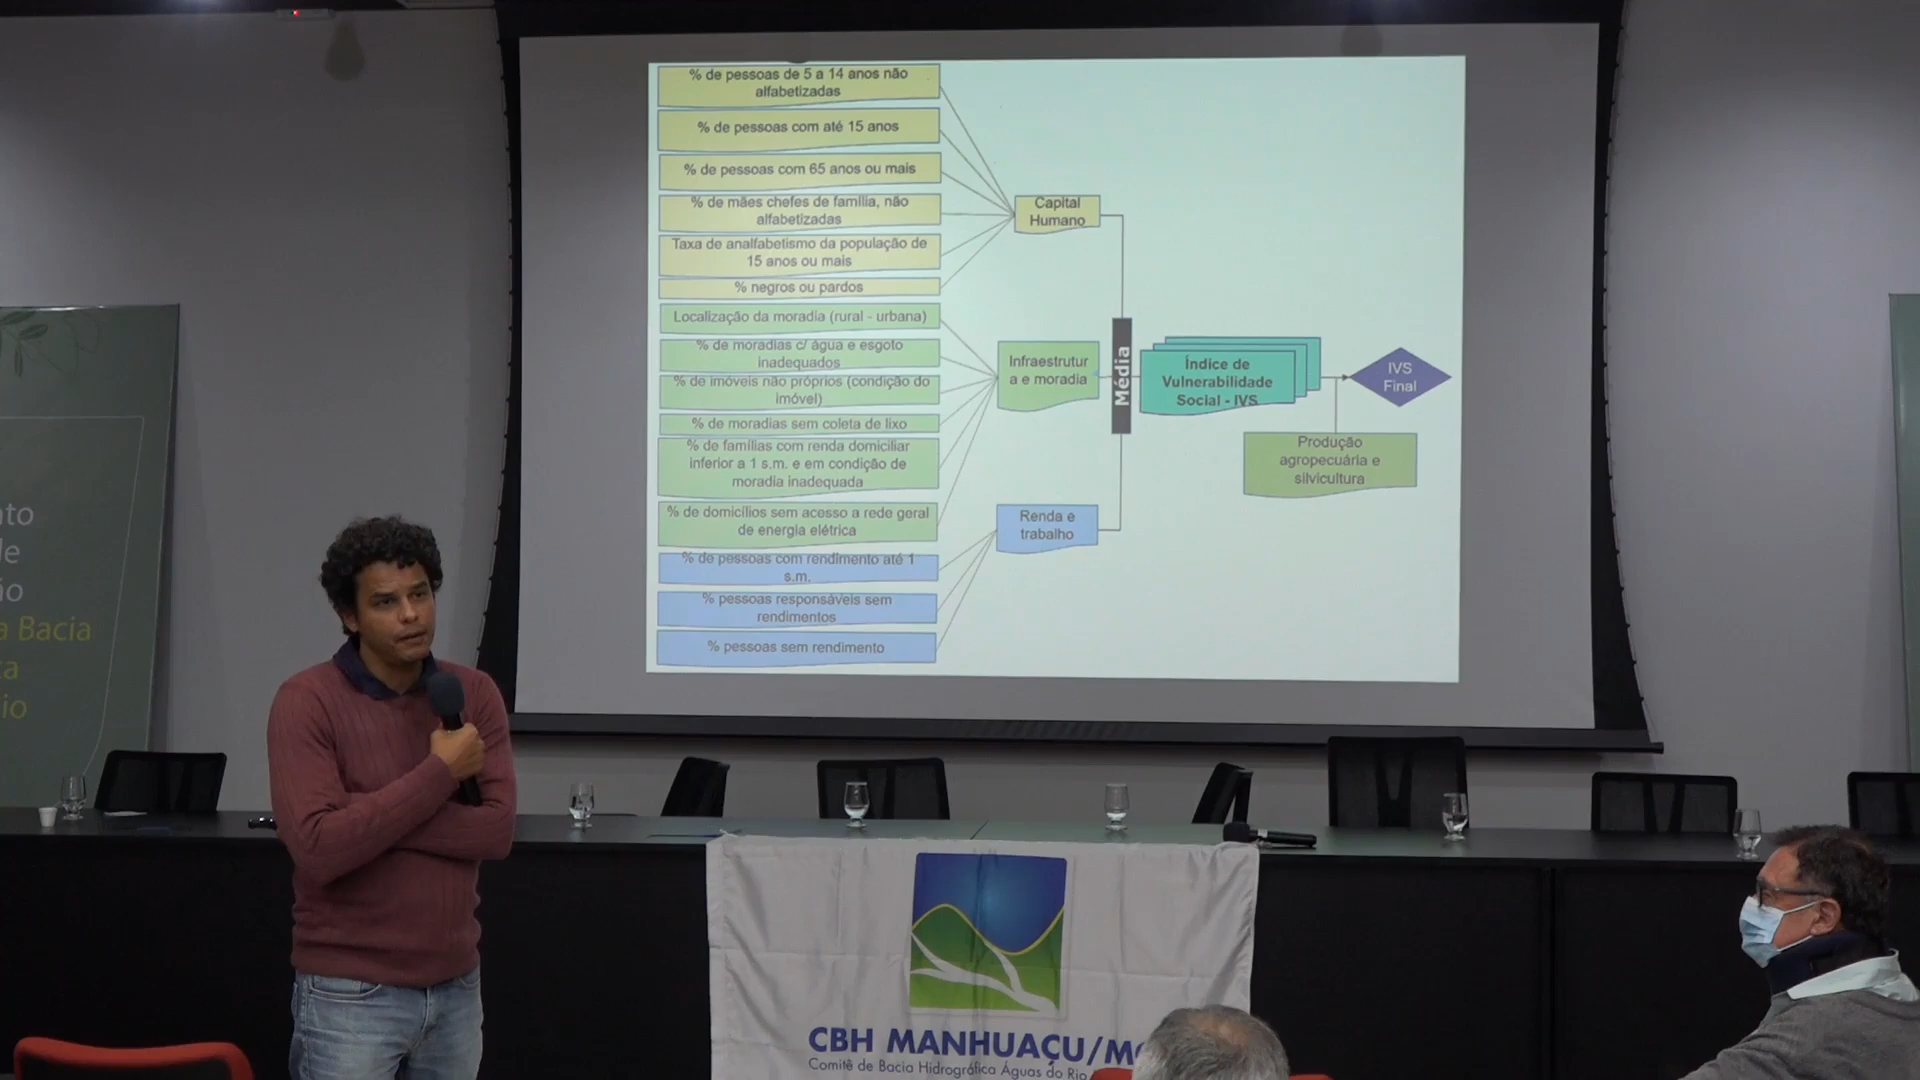 % de pessoas de 5 a 14 anos não
alfabetizadas
% de pessoas com até 15 anos
% de pessoas com 65 anos ou mais
% de mães chefes de família, não
alfabetizadas
Taxa de analfabetismo da população de
15 anos ou mais
% negros ou pardos
Localização da moradia (rural - urbana)
% de moradias c/ água e esgoto
inadequados
% de imóveis não próprios (condição do
imóvel)
% de moradias sem coleta de lixo
% de famílias com renda domiciliar
inferior a 1 s.m. e em condição de
moradia inadequada
% de domicílios sem acesso a rede geral
de energia elétrica
% de pessoas com rendimento até 1
s.m.
% pessoas responsáveis sem
rendimentos
% pessoas sem rendimento
Capital
Humano
Infraestrutur
a e moradia
Renda e
trabalho
Média
Índice de
Vulnerabilidade
Social - IVS
IVS
Final
Produção
agropecuária e
silvicultura
a Bacia
CBH MANHUAÇU/M
Comitê de Bacia Hidrográfica Águas do Rio